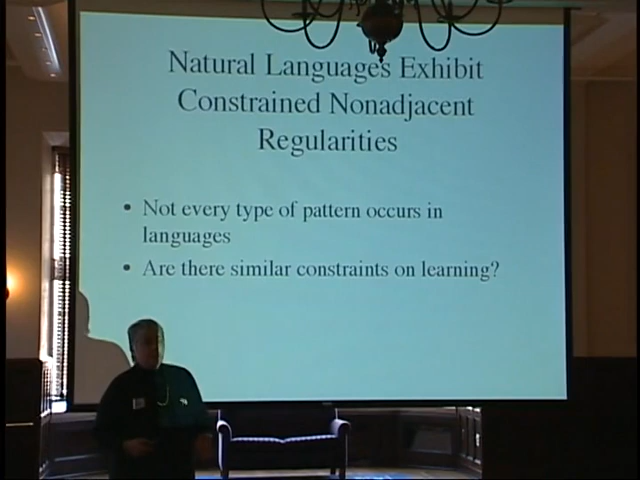 Natural Languages Exhibit
Constrained Nonadjacent
Regularities
• Not every type of pattern occurs in
languages
• Are there similar constraints on learning?